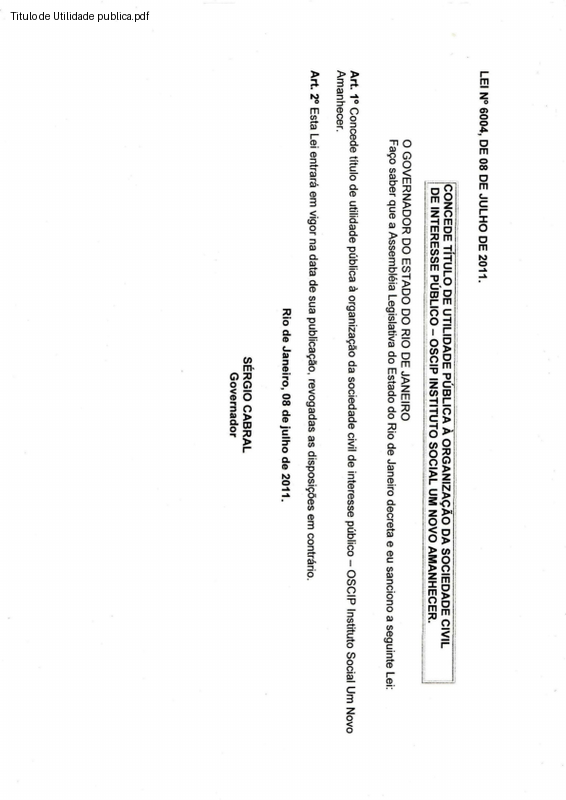 Titulo de Utilidade publica.pdf
LEI Nº 6004, DE 08 DE JULHO DE 2011.
CONCEDE TÍTULO DE UTILIDADE PÚBLICA À ORGANIZAÇÃO DA SOCIEDADE CIVIL
DE INTERESSE PÚBLICO – OSCIP INSTITUTO SOCIAL UM NOVO AMANHECER.
O GOVERNADOR DO ESTADO DO RIO DE JANEIRO
Faço saber que a Assembléia Legislativa do Estado do Rio de Janeiro decreta e eu sanciono a seguinte Lei:
Art. 1º Concede título de utilidade pública à organização da sociedade civil de interesse público – OSCIP Instituto Social Um Novo
Amanhecer.
Art. 2º Esta Lei entrará em vigor na data de sua publicação, revogadas as disposições em contrário.
Rio de Janeiro, 08 de julho de 2011.
SÉRGIO CABRAL
Governador